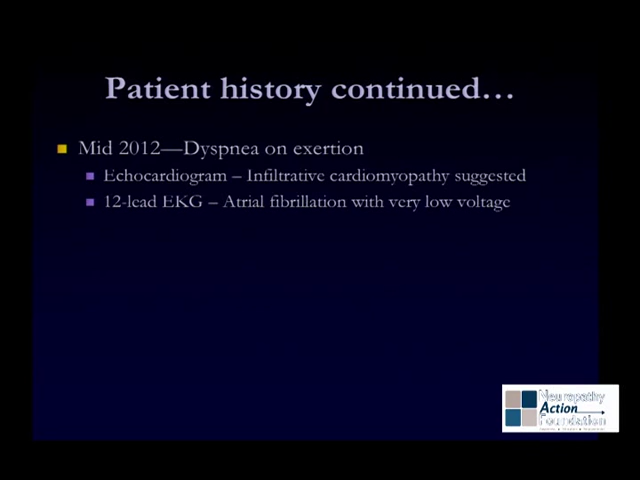 Patient history continued…
Mid 2012—Dyspnea on exertion
Echocardiogram – Infiltrative cardiomyopathy suggested
12-lead EKG – Atrial fibrillation with very low voltage
Neuropathy
Action
Foundation